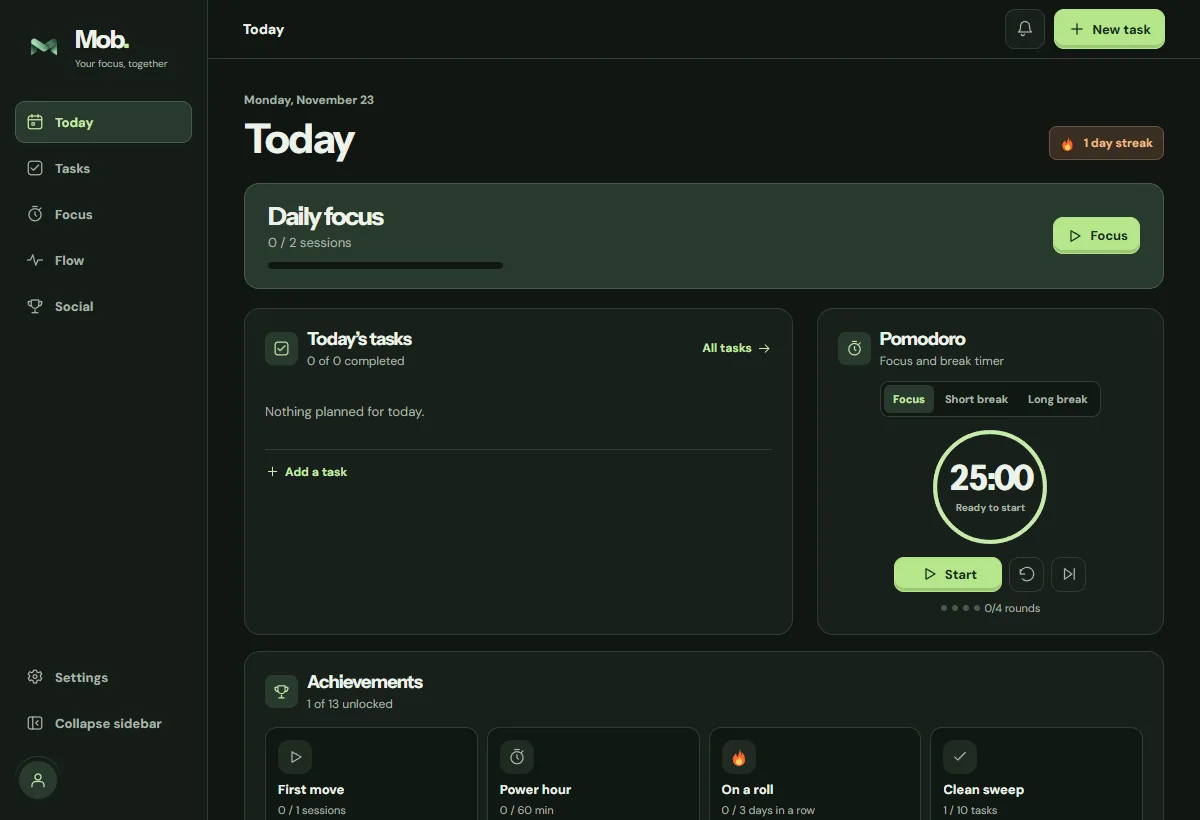 Mob.
Your focus, together
Today
Tasks
Focus
Flow
Social
Settings
Collapse sidebar
Today
New task
Monday, November 23
Today
1 day streak
Daily focus
0 / 2 sessions
Focus
Today's tasks
0 of 0 completed
All tasks →
Nothing planned for today.
+ Add a task
Pomodoro
Focus and break timer
Focus Short break Long break
25:00
Ready to start
Start
0/4 rounds
Achievements
1 of 13 unlocked
First move
0 / 1 sessions
Power hour
0 / 60 min
On a roll
0 / 3 days in a row
Clean sweep
1 / 10 tasks